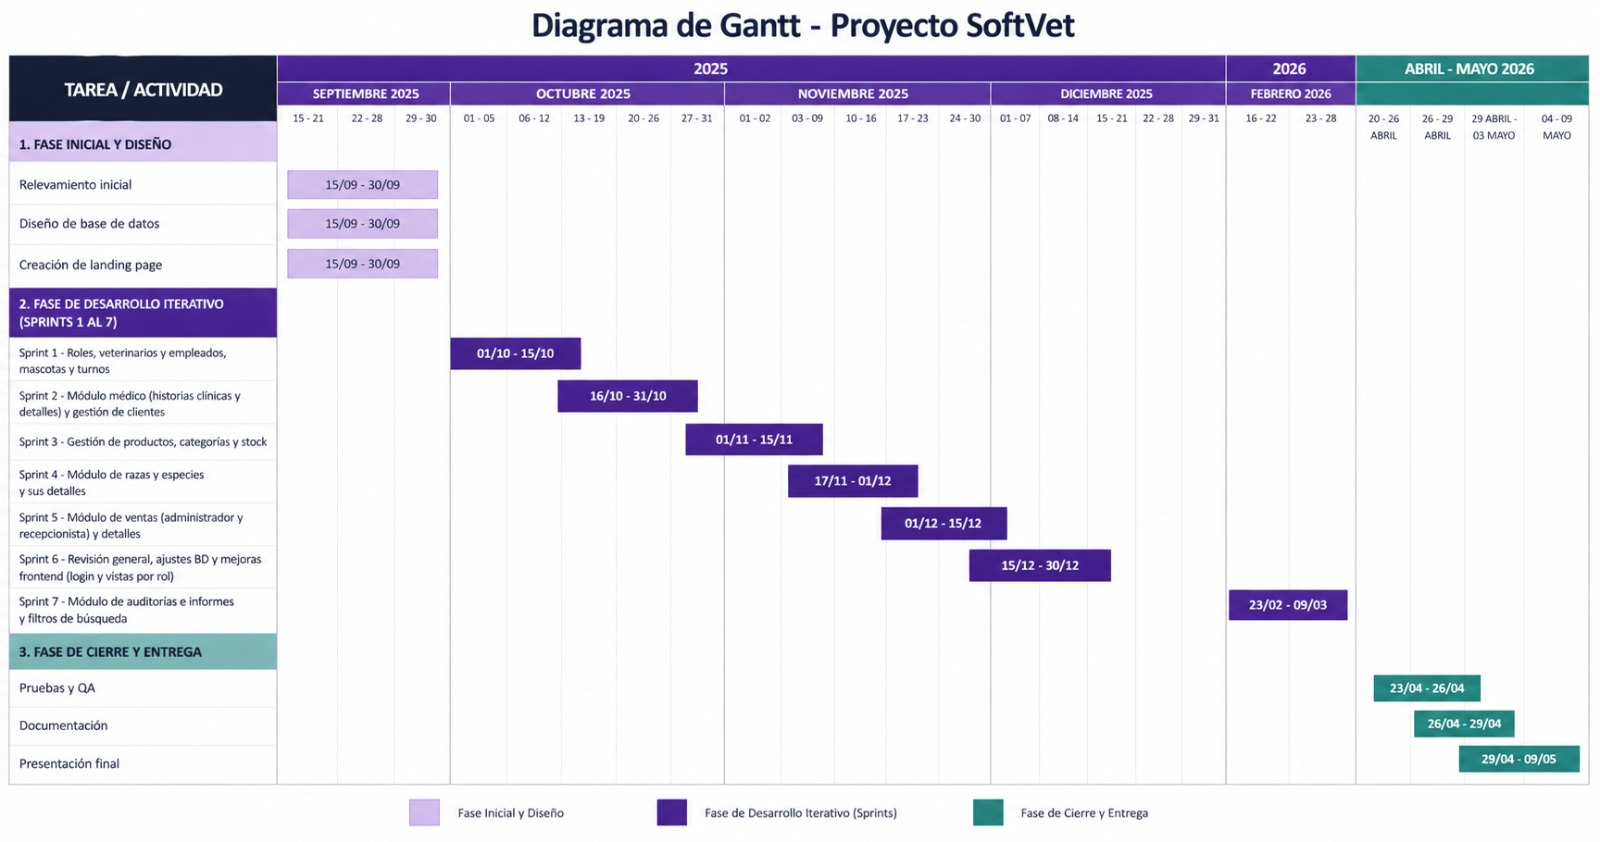 Diagrama de Gantt - Proyecto SoftVet
TAREA / ACTIVIDAD
2025
2026
ABRIL - MAYO 2026
SEPTIEMBRE 2025
OCTUBRE 2025
NOVIEMBRE 2025
DICIEMBRE 2025
FEBRERO 2026
15 - 21
22 - 28
29 - 30
01 - 05
06 - 12
13 - 19
20 - 26
27 - 31
01 - 02
03 - 09
10 - 16
17 - 23
24 - 30
01 - 07
08 - 14
15 - 21
22 - 28
29 - 31
16 - 22
23 - 28
20 - 26
ABRIL
26 - 29
ABRIL
29 ABRIL -
03 MAYO
04 - 09
MAYO
1. FASE INICIAL Y DISEÑO
Relevamiento inicial
15/09 - 30/09
Diseño de base de datos
15/09 - 30/09
Creación de landing page
15/09 - 30/09
2. FASE DE DESARROLLO ITERATIVO
(SPRINTS 1 AL 7)
Sprint 1 - Roles, veterinarios y empleados,
mascotas y turnos
01/10 - 15/10
Sprint 2 - Módulo médico (historias clínicas y
detalles) y gestión de clientes
16/10 - 31/10
Sprint 3 - Gestión de productos, categorías y stock
01/11 - 15/11
Sprint 4 - Módulo de razas y especies
y sus detalles
17/11 - 01/12
Sprint 5 - Módulo de ventas (administrador y
recepcionista) y detalles
01/12 - 15/12
Sprint 6 - Revisión general, ajustes BD y mejoras
frontend (login y vistas por rol)
15/12 - 30/12
Sprint 7 - Módulo de auditorías e informes
y filtros de búsqueda
23/02 - 09/03
3. FASE DE CIERRE Y ENTREGA
Pruebas y QA
23/04 - 26/04
Documentación
26/04 - 29/04
Presentación final
29/04 - 09/05
Fase Inicial y Diseño
Fase de Desarrollo Iterativo (Sprints)
Fase de Cierre y Entrega